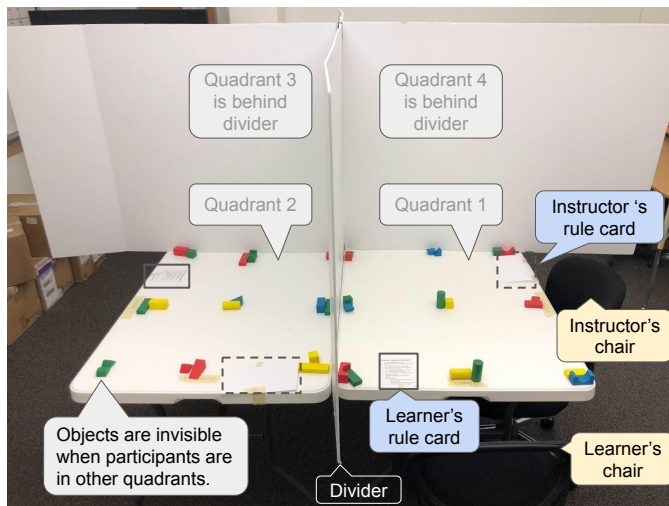 Quadrant 3
is behind
divider
Quadrant 4
is behind
divider
Quadrant 2
Quadrant 1
Instructor ‘s
rule card
Instructor’s
chair
Objects are invisible
when participants are
in other quadrants.
Learner’s
rule card
Learner’s
chair
Divider